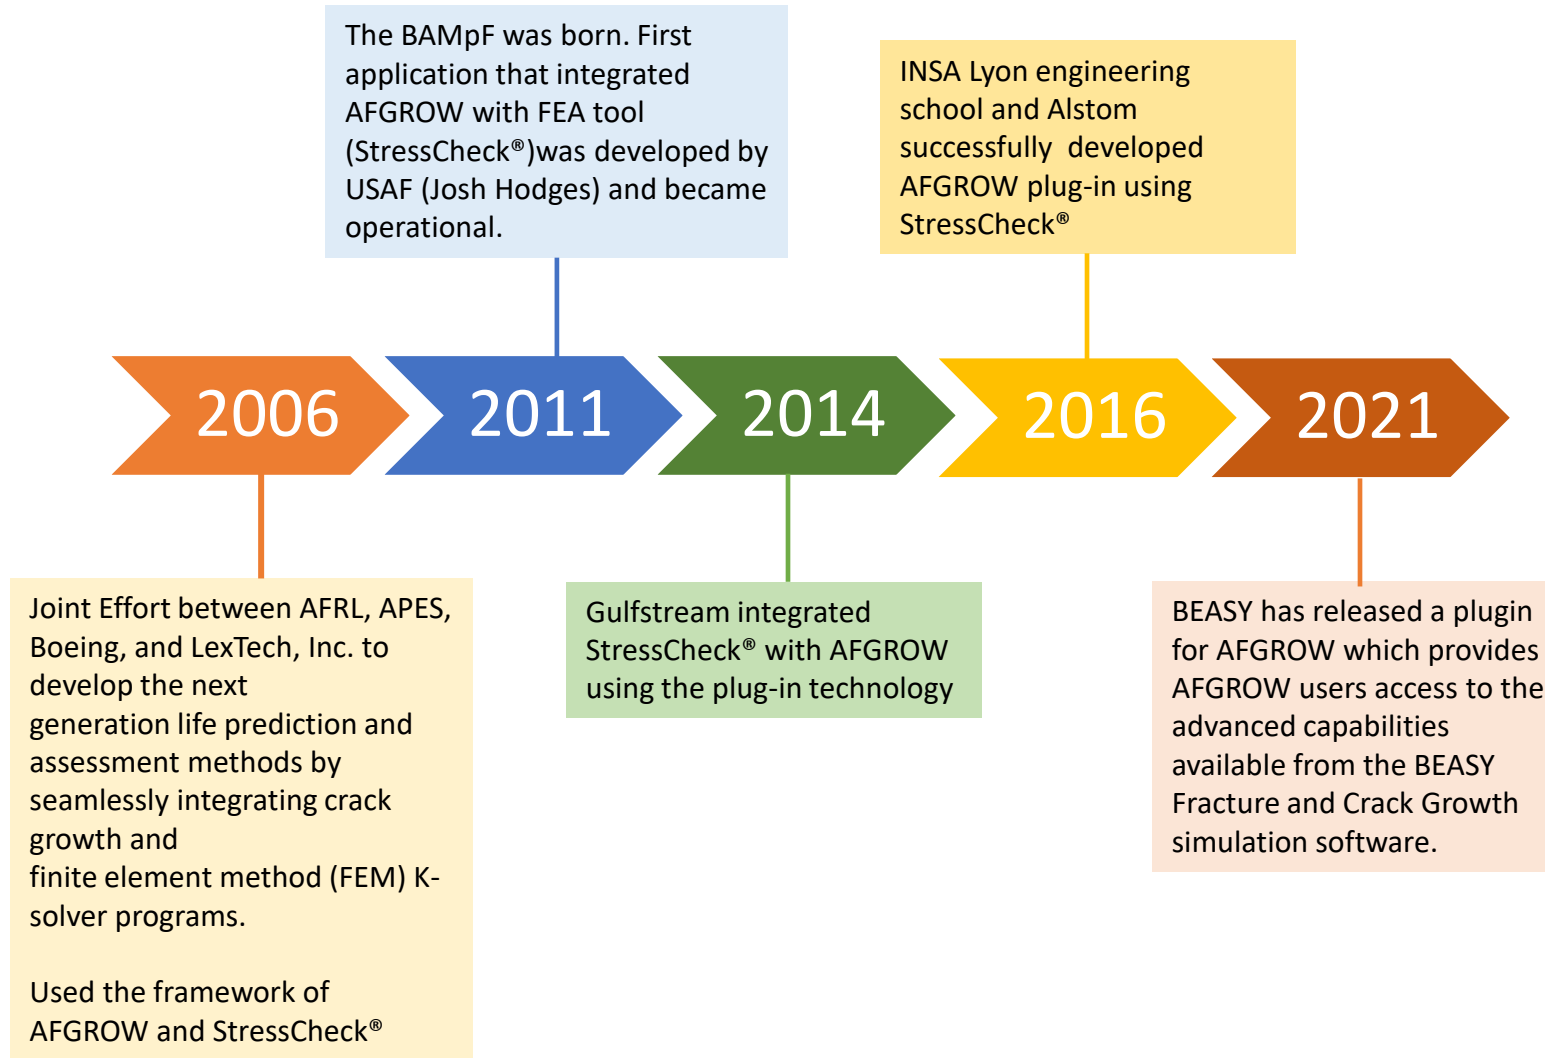 The BAMpF was born. First
application that integrated
AFGROW with FEA tool
(StressCheck®)was developed by
USAF (Josh Hodges) and became
operational.
INSA Lyon engineering
school and Alstom
successfully  developed
AFGROW plug-in using
StressCheck®
2006
2011
2014
2016
2021
Joint Effort between AFRL, APES,
Boeing, and LexTech, Inc. to
develop the next
generation life prediction and
assessment methods by
seamlessly integrating crack
growth and
finite element method (FEM) K-
solver programs.
Used the framework of
AFGROW and StressCheck®
Gulfstream integrated
StressCheck® with AFGROW
using the plug-in technology
BEASY has released a plugin
for AFGROW which provides
AFGROW users access to the
advanced capabilities
available from the BEASY
Fracture and Crack Growth
simulation software.